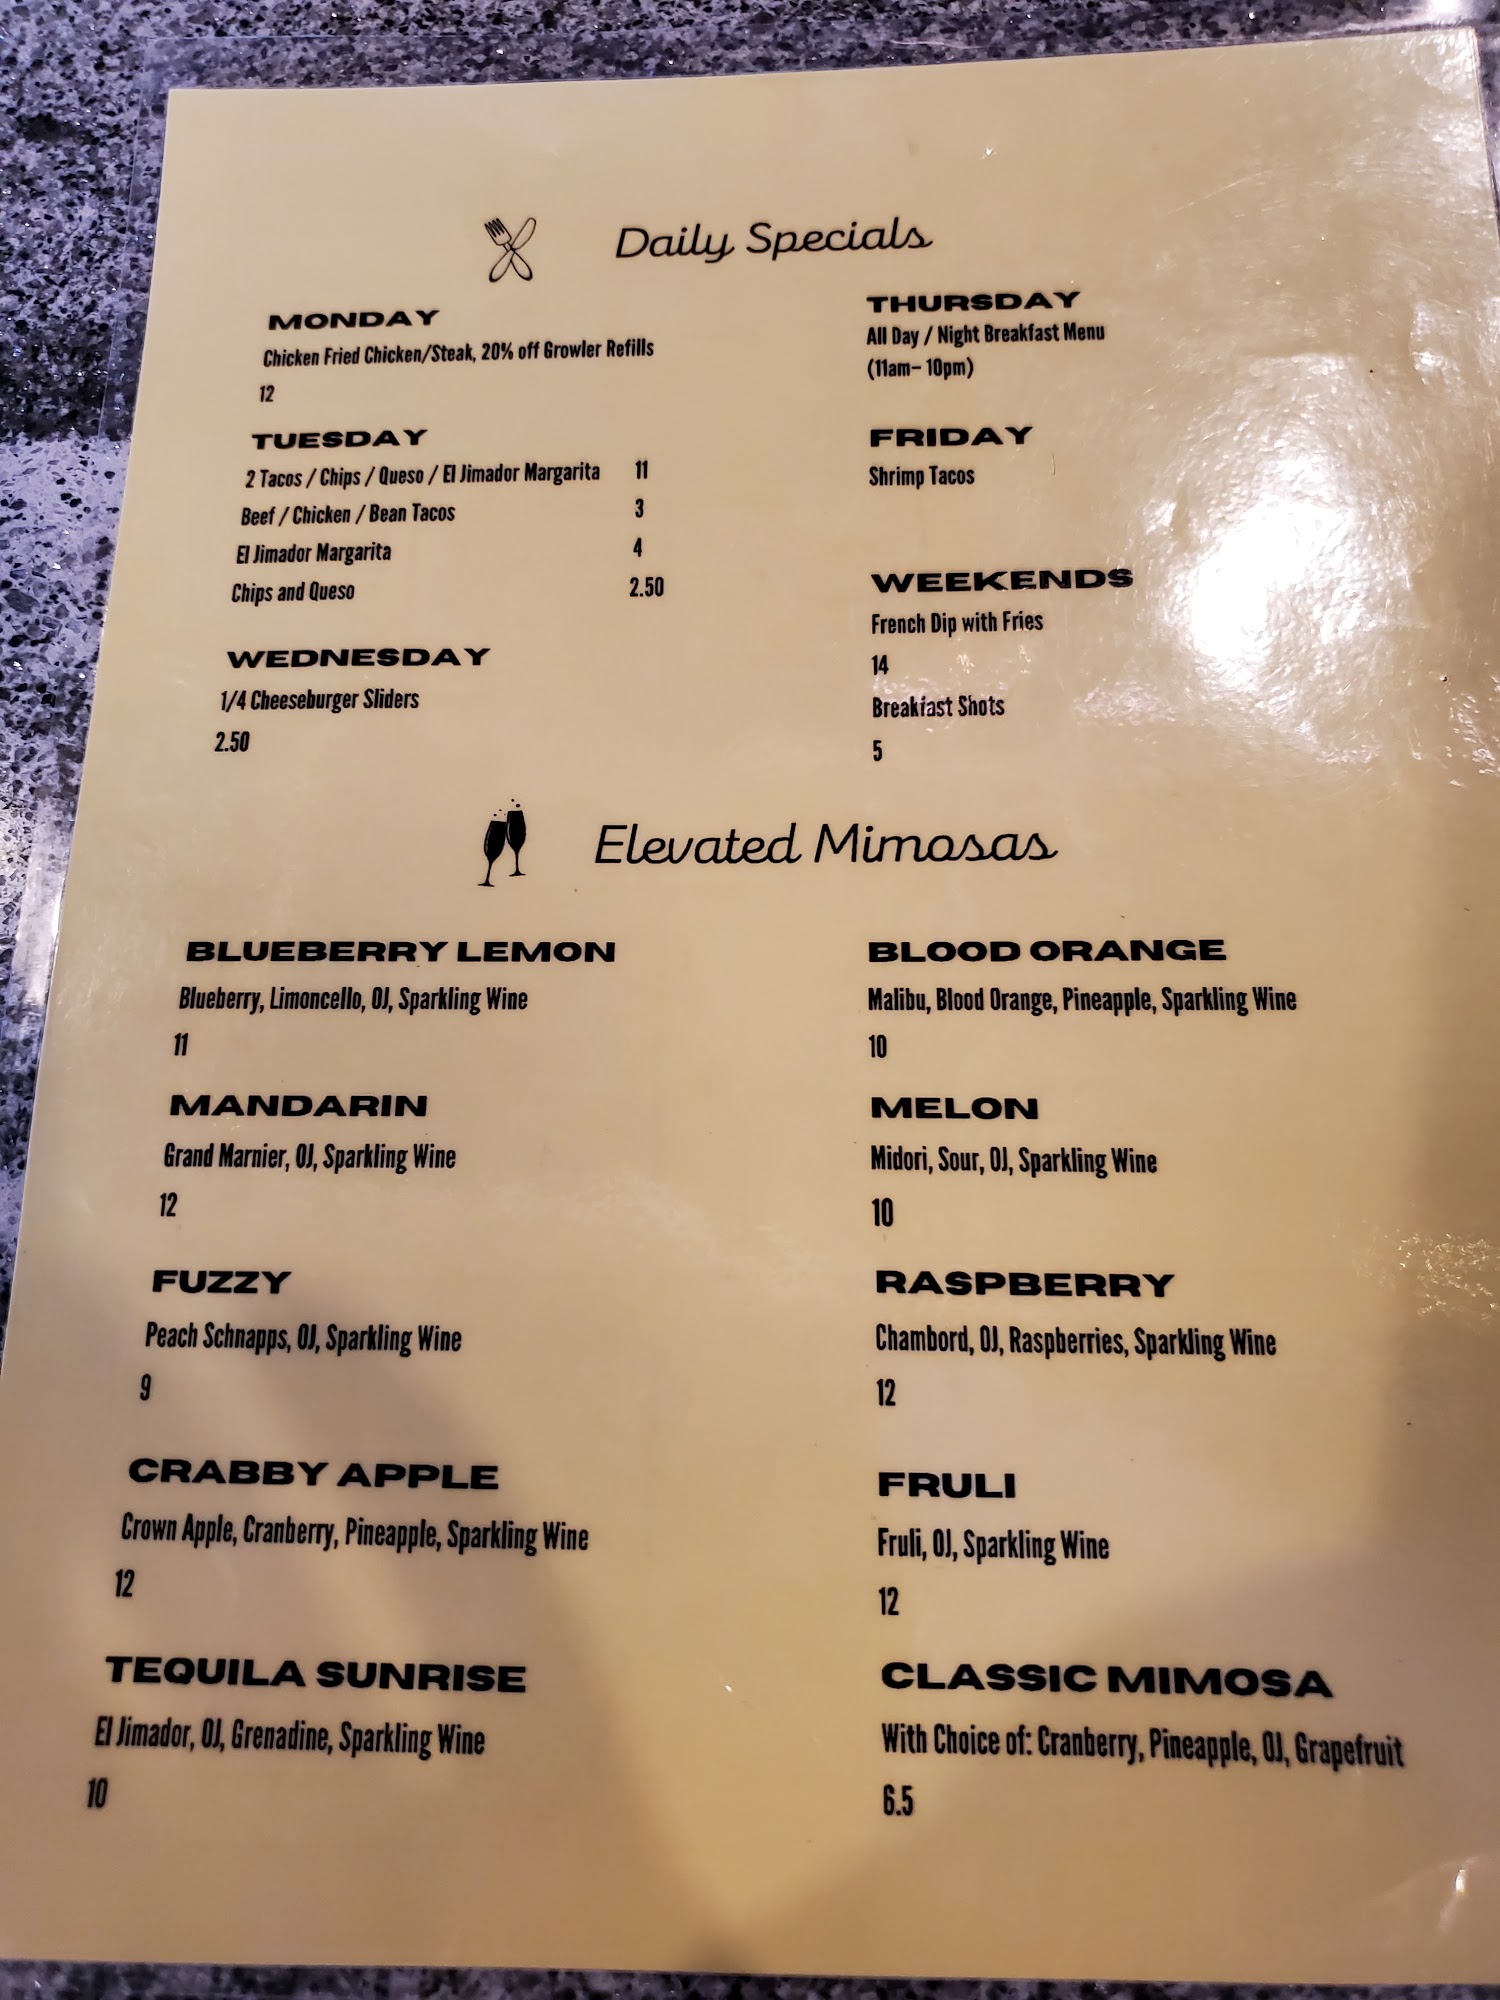 Daily Specials
MONDAY
Chicken Fried Chicken/Steak, 20% off Growler Refills
12
TUESDAY
2 Tacos / Chips / Queso / El Jimador Margarita 11
Beef / Chicken / Bean Tacos 3
El Jimador Margarita 4
Chips and Queso 2.50
WEDNESDAY
1/4 Cheeseburger Sliders
2.50
THURSDAY
All Day / Night Breakfast Menu
(11am– 10pm)
FRIDAY
Shrimp Tacos
WEEKENDS
French Dip with Fries
14
Breakfast Shots
5
Elevated Mimosas
BLUEBERRY LEMON
Blueberry, Limoncello, OJ, Sparkling Wine
11
MANDARIN
Grand Marnier, OJ, Sparkling Wine
12
FUZZY
Peach Schnapps, OJ, Sparkling Wine
9
CRABBY APPLE
Crown Apple, Cranberry, Pineapple, Sparkling Wine
12
TEQUILA SUNRISE
El Jimador, OJ, Grenadine, Sparkling Wine
10
BLOOD ORANGE
Malibu, Blood Orange, Pineapple, Sparkling Wine
10
MELON
Midori, Sour, OJ, Sparkling Wine
10
RASPBERRY
Chambord, OJ, Raspberries, Sparkling Wine
12
FRULI
Fruli, OJ, Sparkling Wine
12
CLASSIC MIMOSA
With Choice of: Cranberry, Pineapple, OJ, Grapefruit
6.5